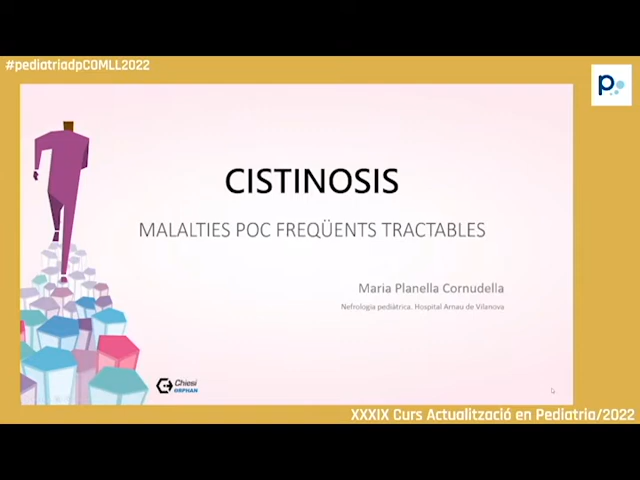 #pediatriadpCOMLL2022
p
CISTINOSIS
MALALTIES POC FREQÜENTS TRACTABLES
Maria Planella Cornudella
Nefrologia pediàtrica. Hospital Arnau de Vilanova
Chiesi
ORPHAN
XXXIX Curs Actualització en Pediatria/2022